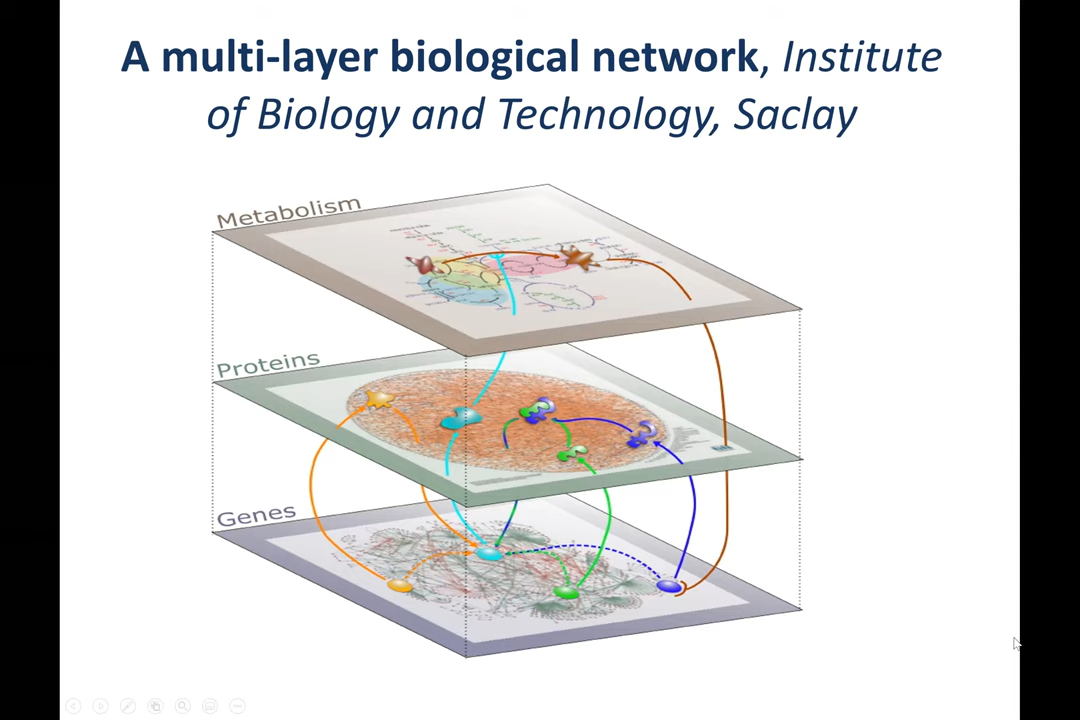 A multi-layer biological network, Institute
of Biology and Technology, Saclay
Metabolism
Proteins
Genes